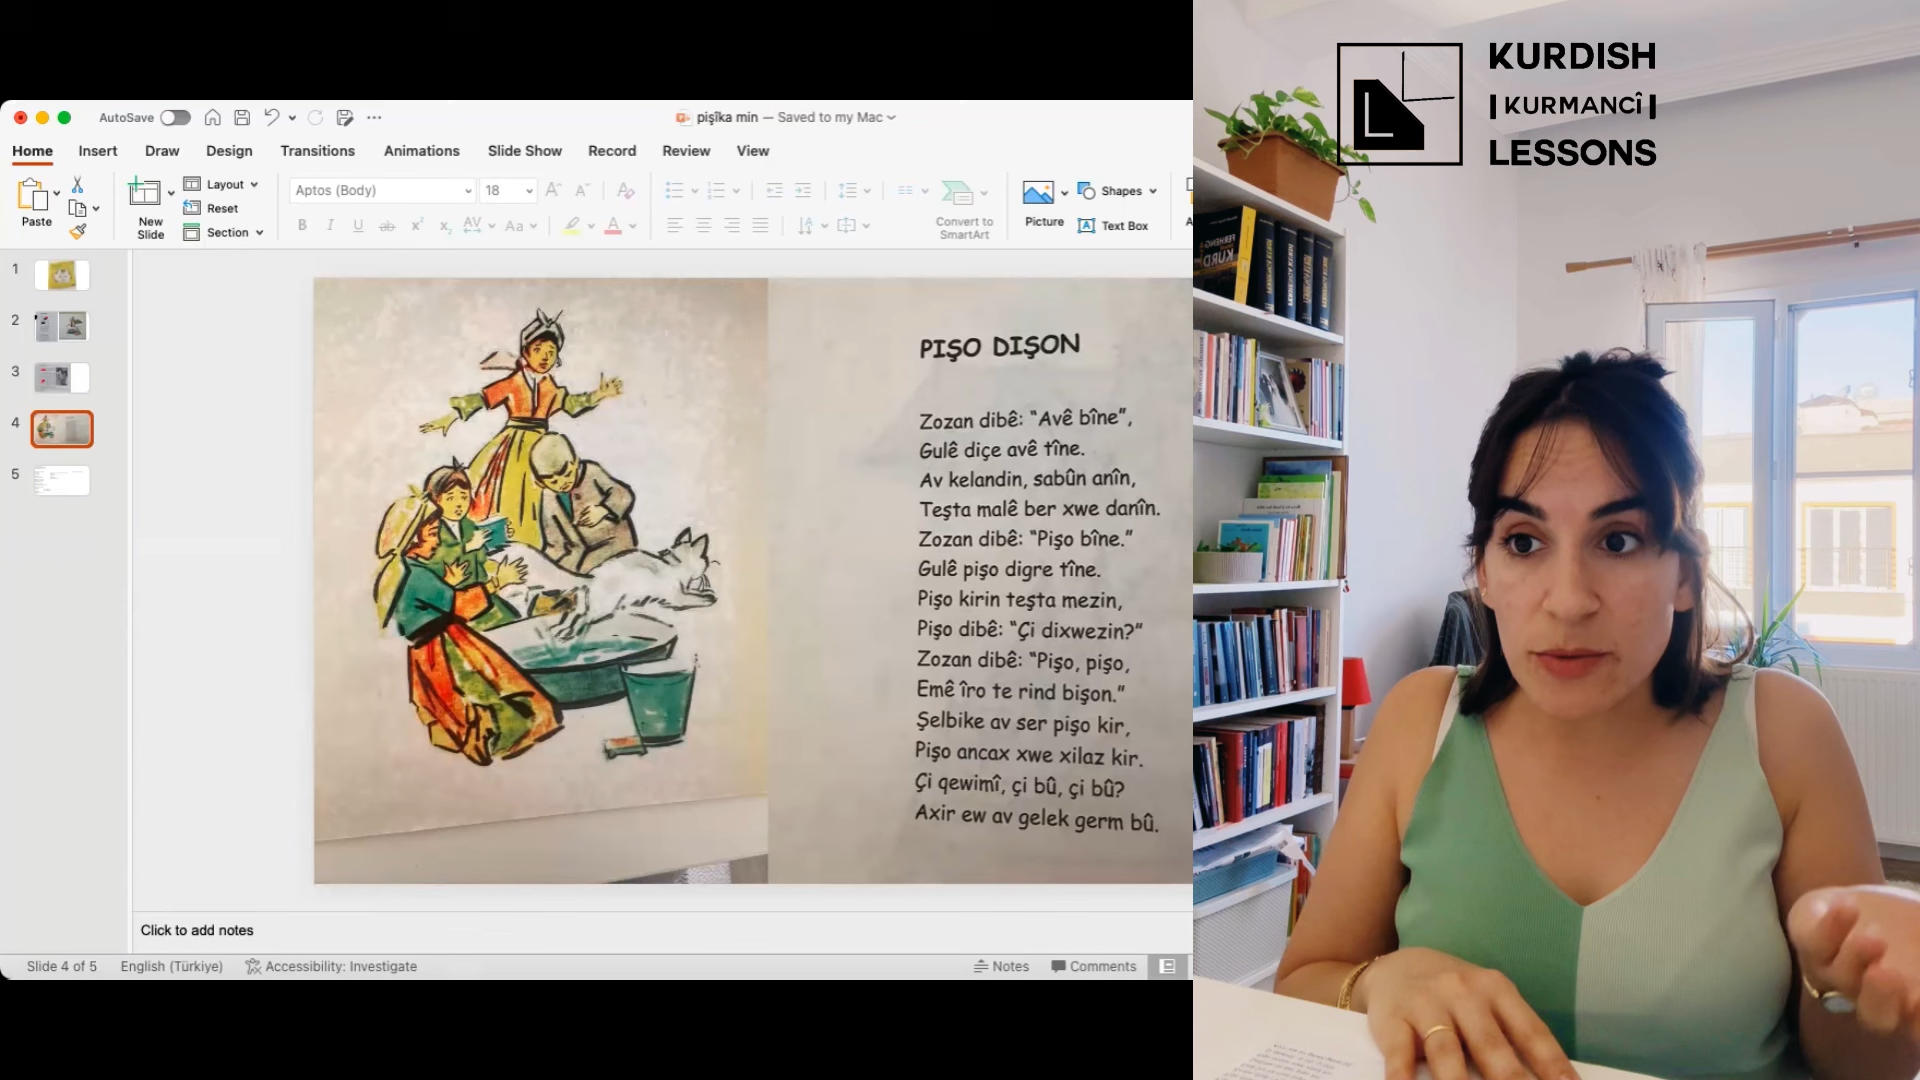 AutoSave
pişîka min — Saved to my Mac
Home Insert Draw Design Transitions Animations Slide Show Record Review View
Paste
New Slide
Layout
Reset
Section
Aptos (Body)
18
Convert to SmartArt
Picture
Shapes
Text Box
1
2
3
4
5
PIŞO DIŞON
Zozan dibê: “Avê bîne”,
Gulê diçe avê tîne.
Av kelandin, sabûn anîn,
Teşta malê ber xwe danîn.
Zozan dibê: “Pişo bîne.”
Gulê pişo digre tîne.
Pişo kirin teşta mezin,
Pişo dibê: “Çi dixwezin?”
Zozan dibê: “Pişo, pişo,
Emê îro te rind bişon.”
Şelbike av ser pişo kir,
Pişo ancax xwe xilaz kir.
Çi qewimî, çi bû, çi bû?
Axir ew av gelek germ bû.
Click to add notes
Slide 4 of 5 English (Türkiye) Accessibility: Investigate Notes Comments
KURDISH
| KURMANCÎ |
LESSONS